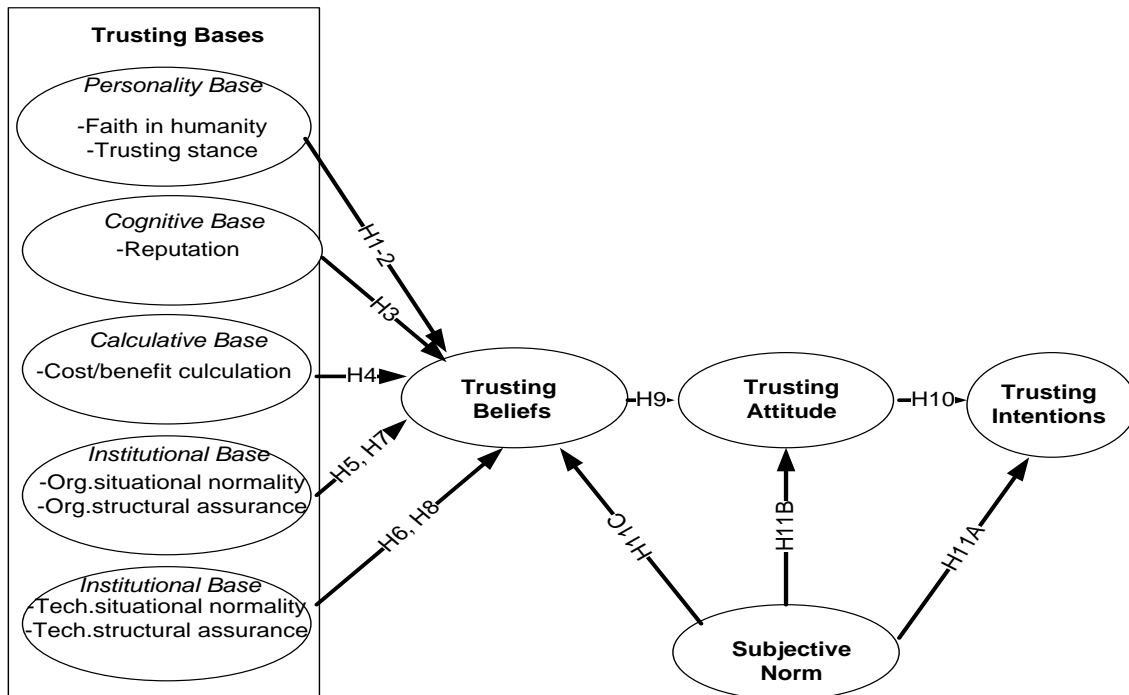 Trusting Bases
Personality Base
-Faith in humanity
-Trusting stance
Cognitive Base
-Reputation
Calculative Base
-Cost/benefit culculation
Institutional Base
-Org.situational normality
-Org.structural assurance
Institutional Base
-Tech.situational normality
-Tech.structural assurance
H1-2
H3
H4
H5, H7
H6, H8
Trusting
Beliefs
H9
Trusting
Attitude
H10
Trusting
Intentions
H11C
H11B
H11A
Subjective
Norm